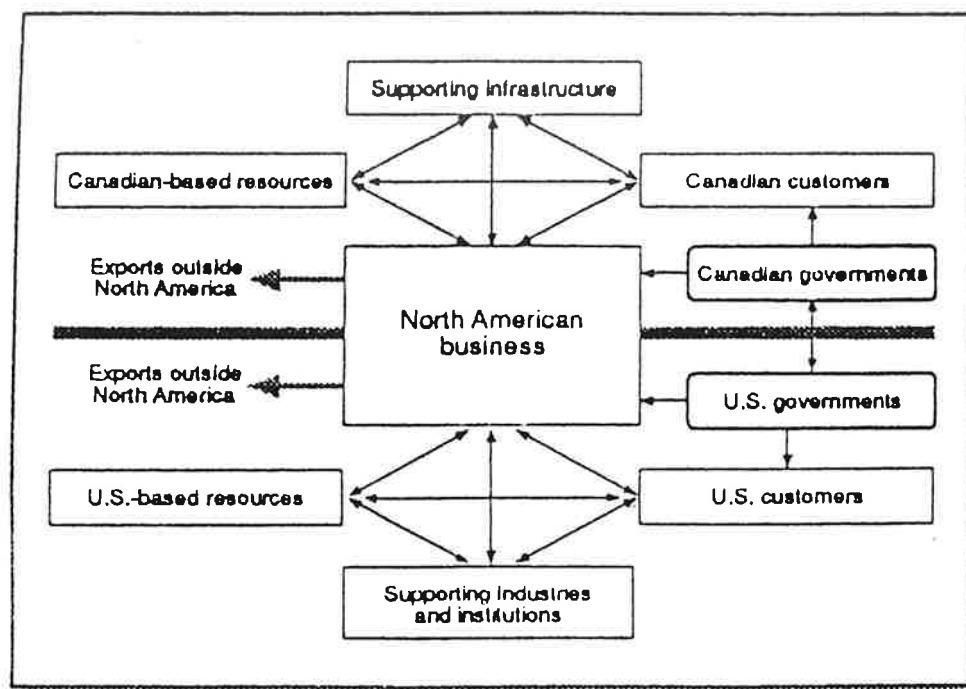 Supporting infrastructure
Canadian-based resources
Canadian customers
Exports outside
North America
Canadian governments
North American
business
Exports outside
North America
U.S. governments
U.S.-based resources
U.S. customers
Supporting industries
and institutions